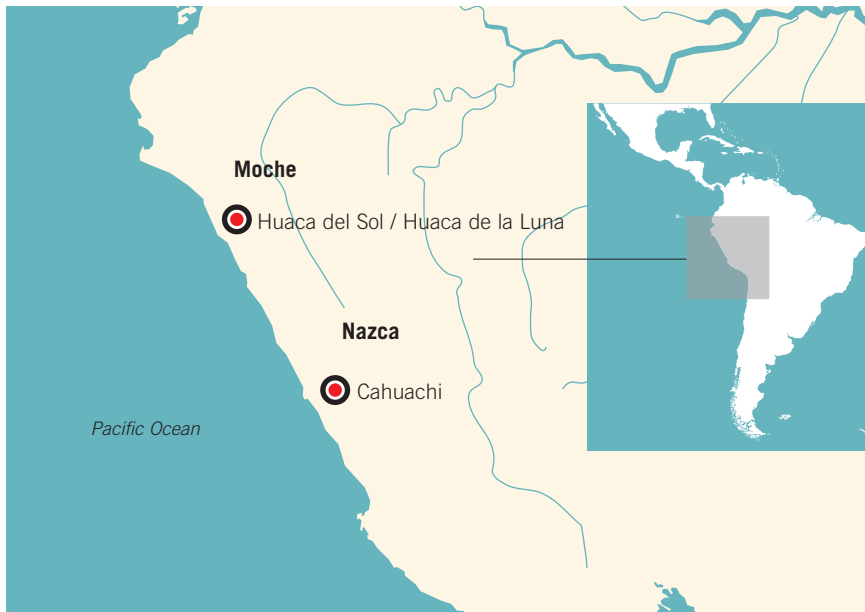 Moche
Huaca del Sol / Huaca de la Luna
Nazca
Cahuachi
Pacific Ocean